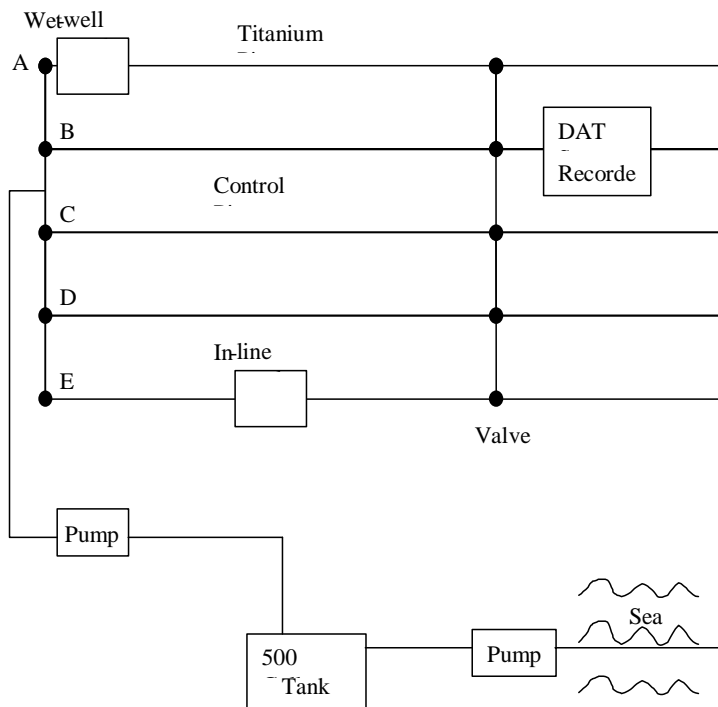 Wet-well
Titanium
A
B
DAT
Recorde
Control
C
D
In-line
E
Valve
Pump
Sea
500
Tank
Pump